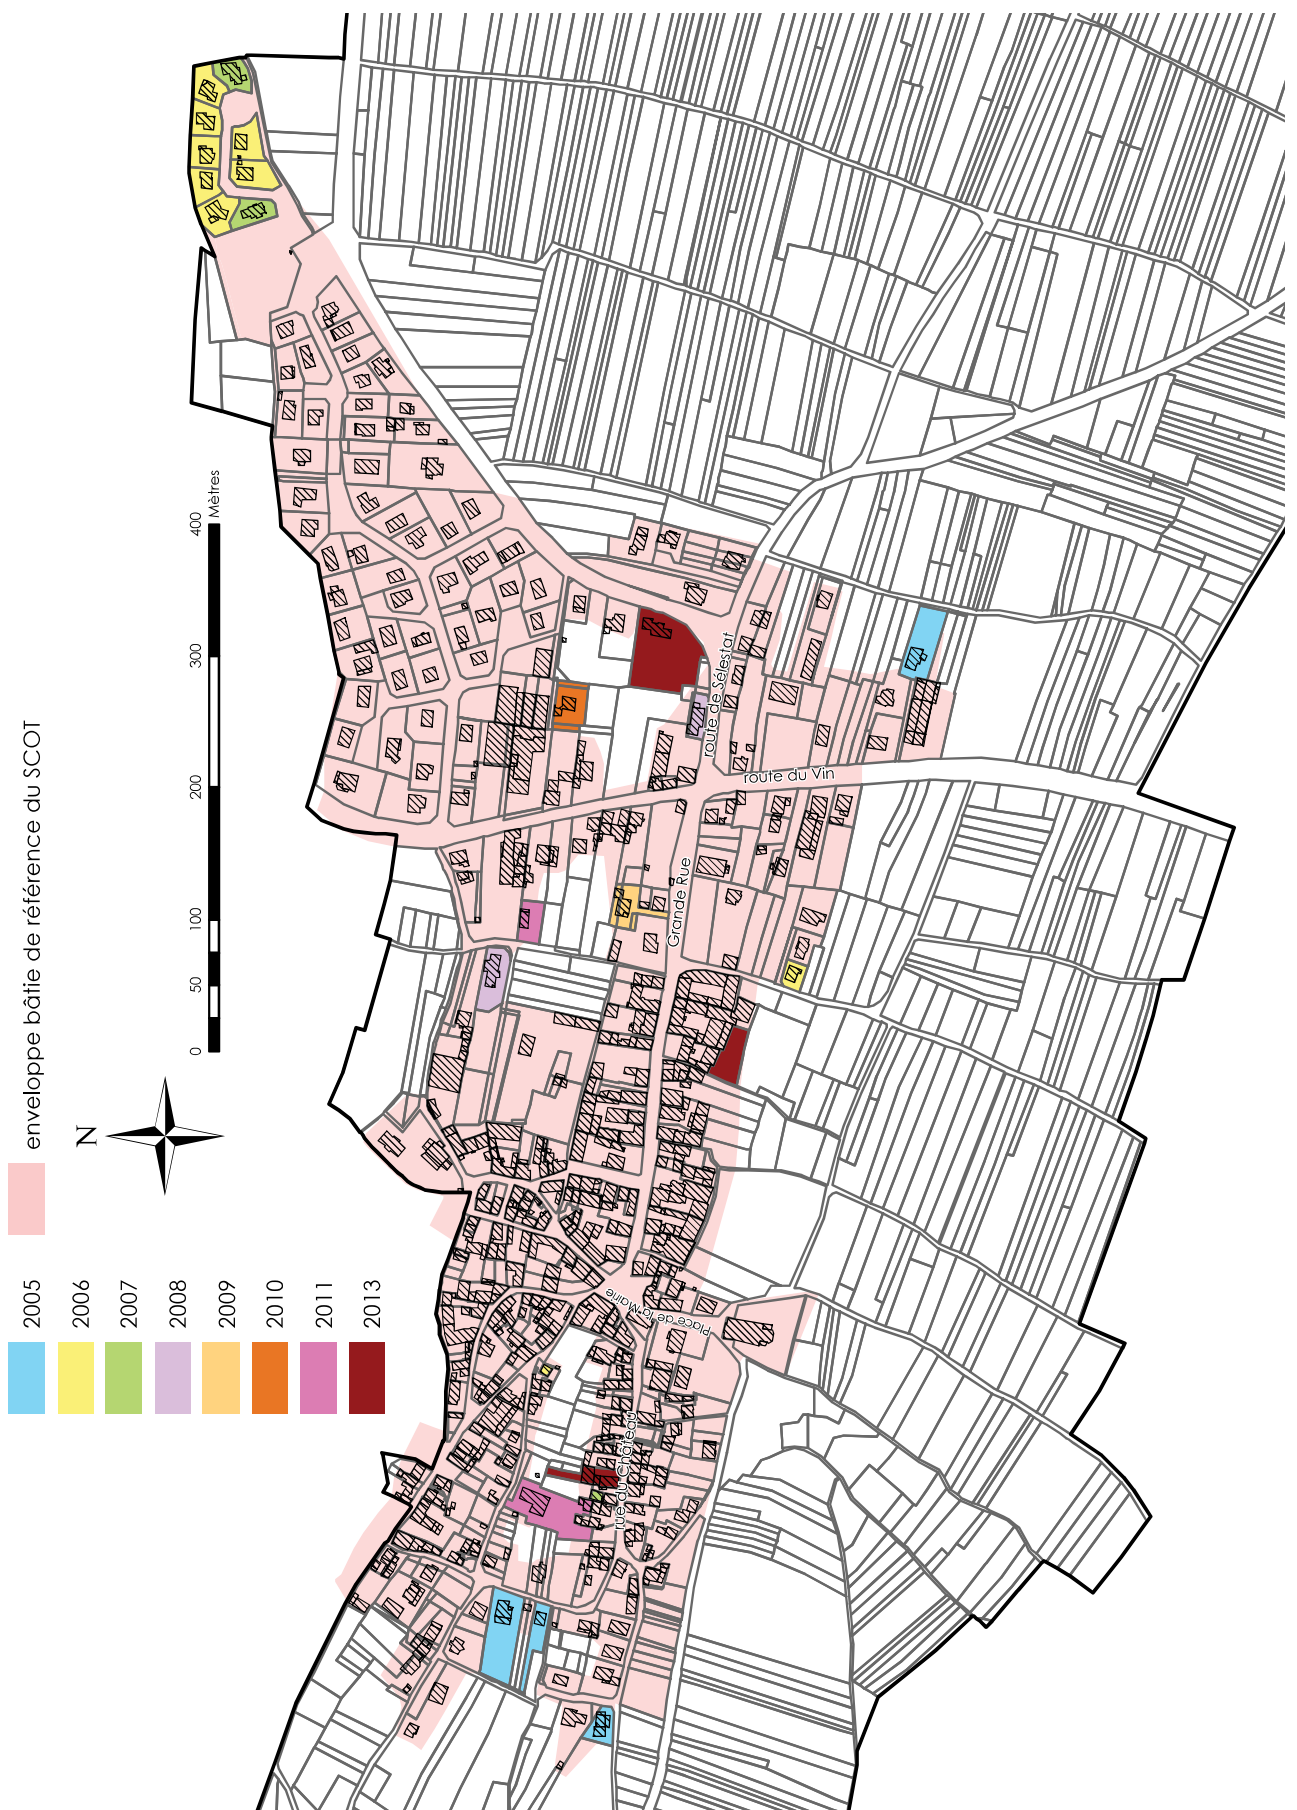 enveloppe bâtie de référence du SCOT
2005
2006
2007
2008
2009
2010
2011
2013
N
0
50
100
200
300
400
Mètres
route de Sélestat
route du Vin
Grande Rue
Place de la Mairie
rue du Château